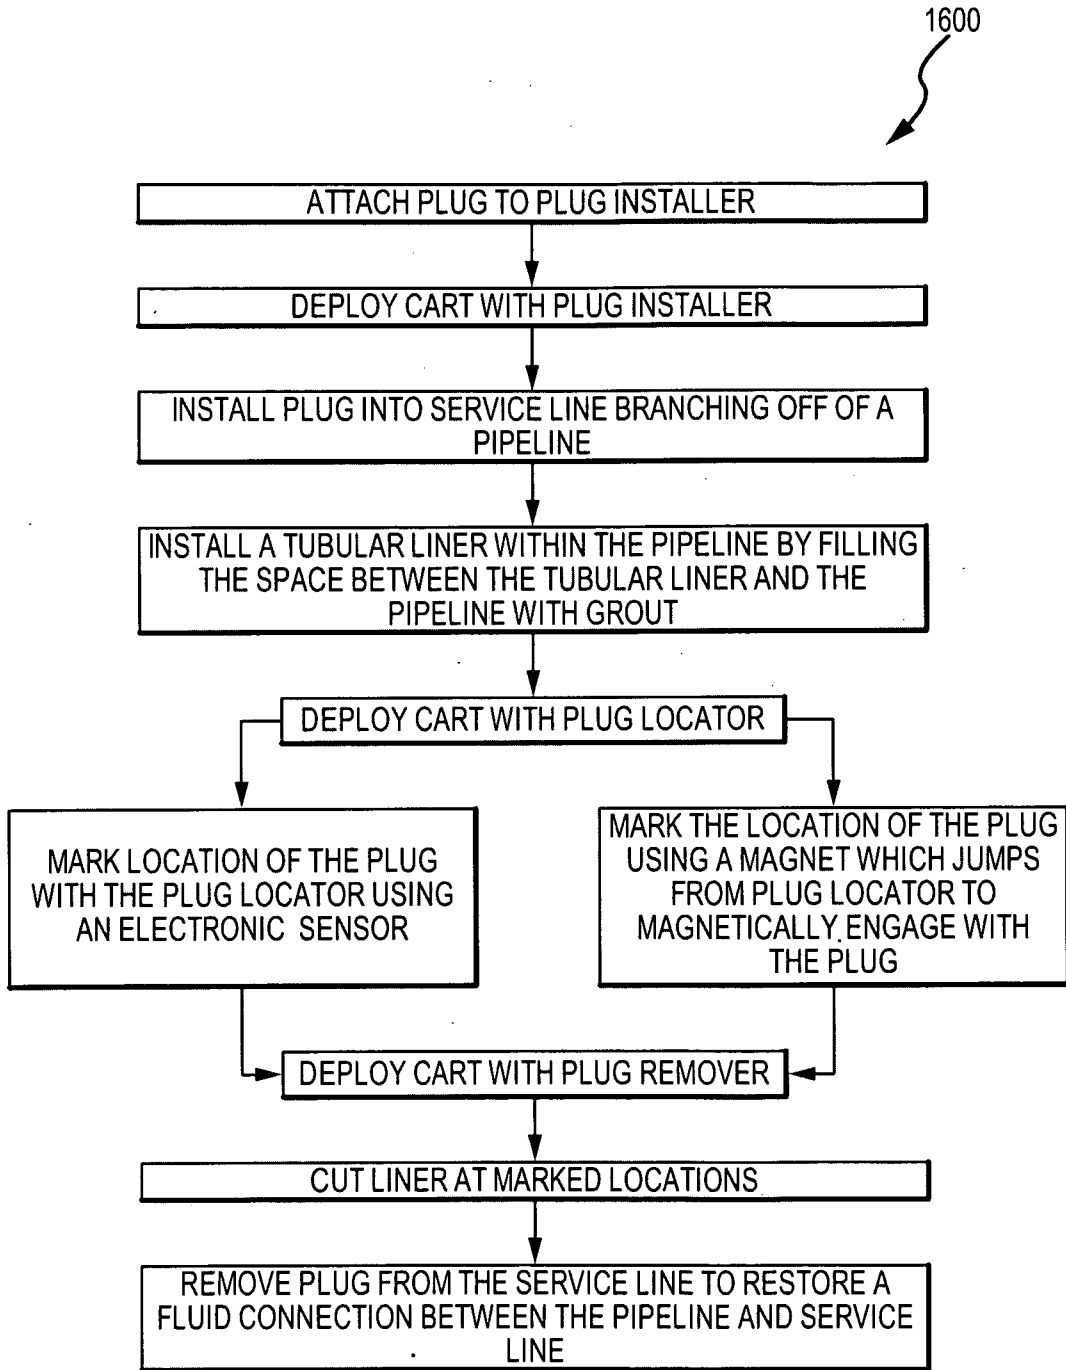 1600
ATTACH PLUG TO PLUG INSTALLER
DEPLOY CART WITH PLUG INSTALLER
INSTALL PLUG INTO SERVICE LINE BRANCHING OFF OF A
PIPELINE
INSTALL A TUBULAR LINER WITHIN THE PIPELINE BY FILLING
THE SPACE BETWEEN THE TUBULAR LINER AND THE
PIPELINE WITH GROUT
DEPLOY CART WITH PLUG LOCATOR
MARK LOCATION OF THE PLUG
WITH THE PLUG LOCATOR USING
AN ELECTRONIC SENSOR
MARK THE LOCATION OF THE PLUG
USING A MAGNET WHICH JUMPS
FROM PLUG LOCATOR TO
MAGNETICALLY ENGAGE WITH
THE PLUG
DEPLOY CART WITH PLUG REMOVER
CUT LINER AT MARKED LOCATIONS
REMOVE PLUG FROM THE SERVICE LINE TO RESTORE A
FLUID CONNECTION BETWEEN THE PIPELINE AND SERVICE
LINE